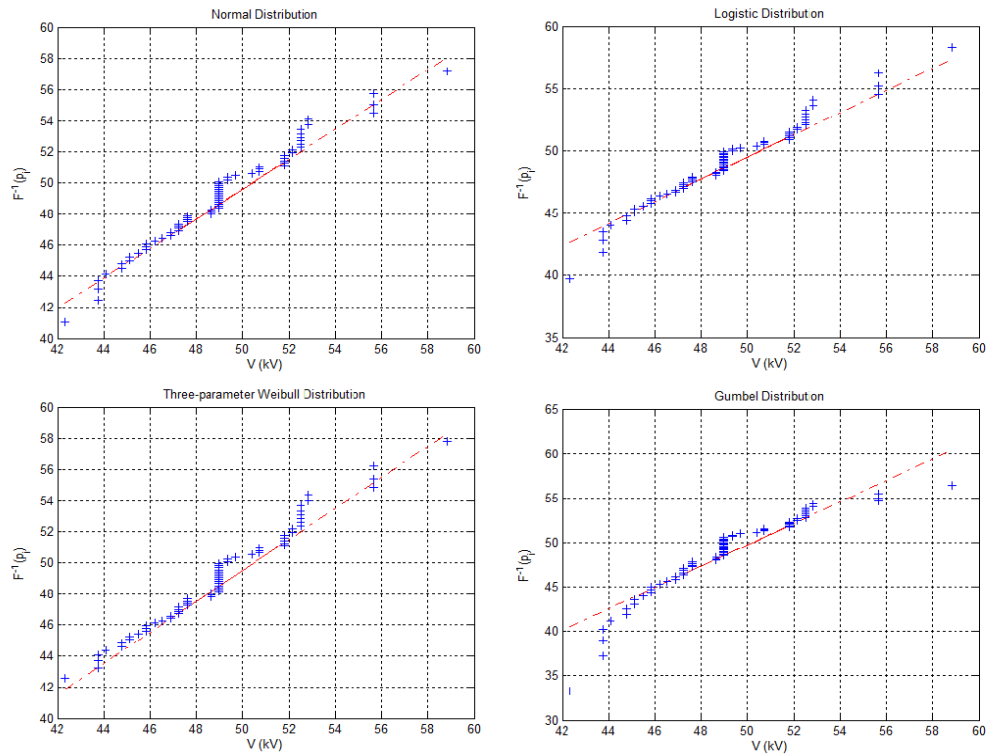 Normal Distribution
60
58
56
54
52
50
48
46
44
42
40
F⁻¹(pᵢ)
42 44 46 48 50 52 54 56 58 60
V (kV)
Logistic Distribution
60
55
50
45
40
35
F⁻¹(pᵢ)
42 44 46 48 50 52 54 56 58 60
V (kV)
Three-parameter Weibull Distribution
60
58
56
54
52
50
48
46
44
42
40
F⁻¹(pᵢ)
42 44 46 48 50 52 54 56 58 60
V (kV)
Gumbel Distribution
65
60
55
50
45
40
35
30
F⁻¹(pᵢ)
42 44 46 48 50 52 54 56 58 60
V (kV)